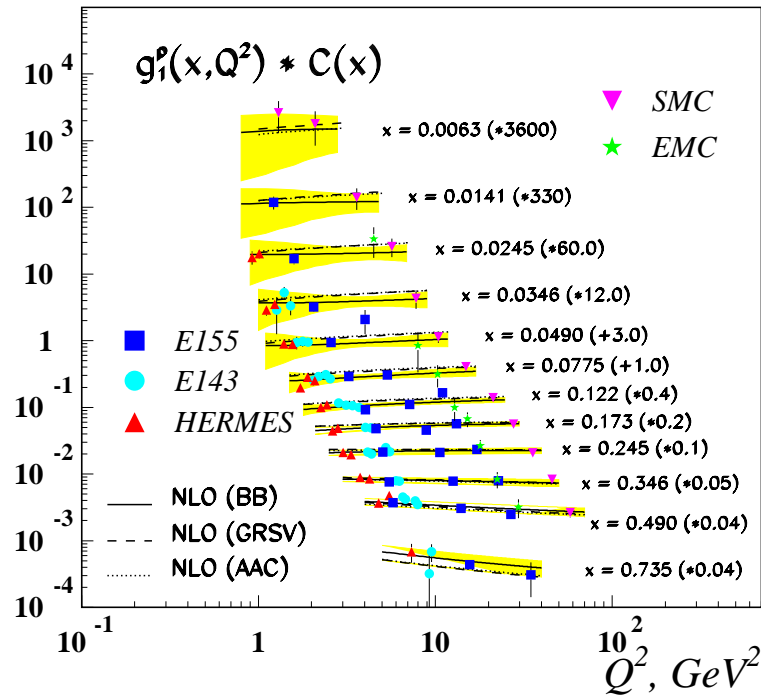 g₁ᵖ(x,Q²) * C(x)
SMC
EMC
x = 0.0063 (*3600)
x = 0.0141 (*330)
x = 0.0245 (*60.0)
x = 0.0346 (*12.0)
x = 0.0490 (+3.0)
x = 0.0775 (+1.0)
x = 0.122 (*0.4)
x = 0.173 (*0.2)
x = 0.245 (*0.1)
x = 0.346 (*0.05)
x = 0.490 (*0.04)
x = 0.735 (*0.04)
E155
E143
HERMES
NLO (BB)
NLO (GRSV)
NLO (AAC)
10⁴
10³
10²
10
1
10⁻¹
10⁻²
10⁻³
10⁻⁴
10⁻¹
1
10
10²
Q², GeV²